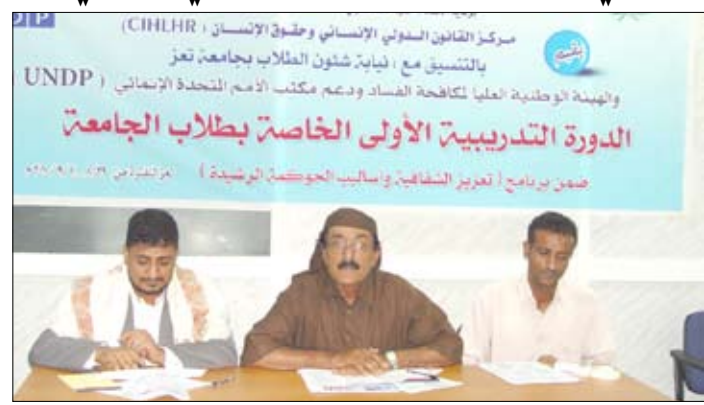 مركز القانون الدولي الإنساني وحقوق الإنسان (CIHLHR)
يقيم
بالتنسيق مع : نيابة شئون الطلاب بجامعة تعز
والهيئة الوطنية العليا لمكافحة الفساد ودعم مكتب الأمم المتحدة الإنمائي ( UNDP
الدورة التدريبية الأولى الخاصة بطلاب الجامعة
ضمن برنامج ( تعزيز الشفافية وأساليب الحوكمة الرشيدة )
DP